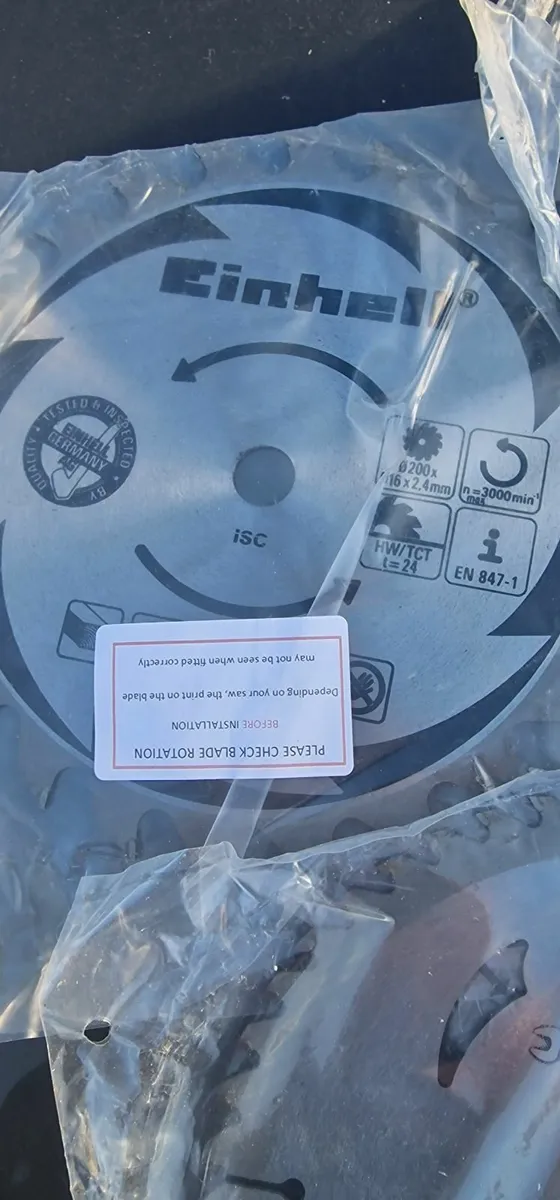 Einhell®
TESTED & INSPECTED
BY
QUALITY
EINHELL
GERMANY
AG
Ø200x
16 x 2,4mm
n=3000min⁻¹
max
HW/TCT
t=24
EN 847-1
iSC
PLEASE CHECK BLADE ROTATION
BEFORE INSTALLATION
Depending on your saw, the print on the blade
may not be seen when fitted correctly